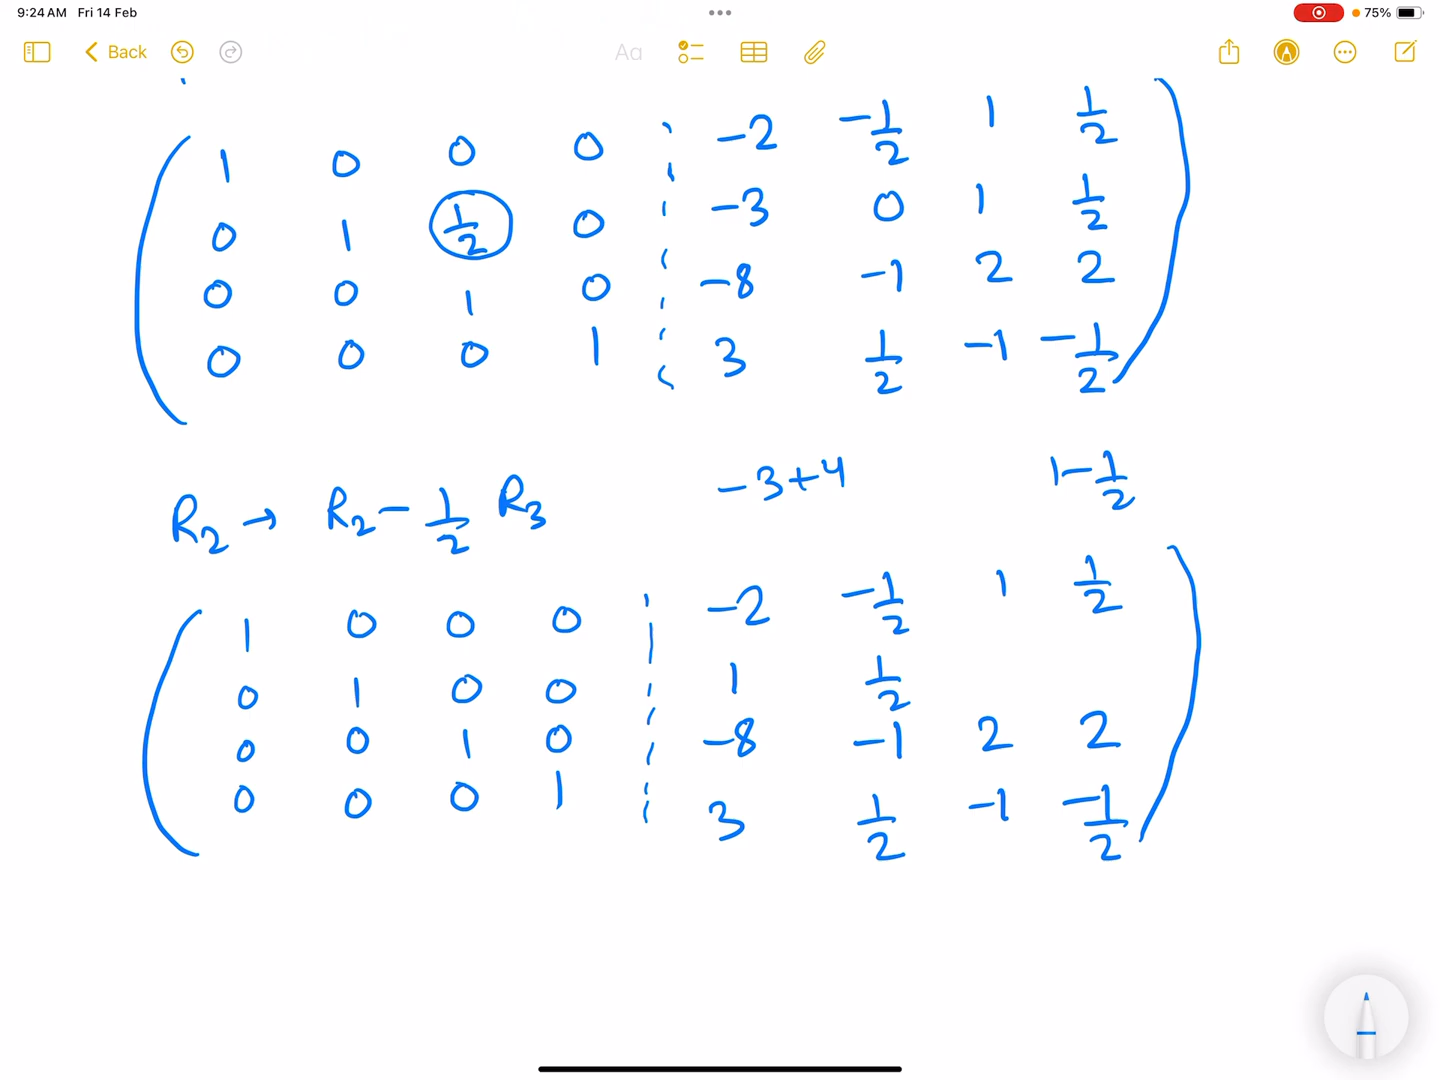 9:24 AM Fri 14 Feb 75%
Back Aa
1 0 0 0 -2 -1/2 1 1/2
0 1 1/2 0 -3 0 1 1/2
0 0 1 0 -8 -1 2 2
0 0 0 1 3 1/2 -1 -1/2
R2 → R2 - 1/2 R3 -3+4 1-1/2
1 0 0 0 -2 -1/2 1 1/2
0 1 0 0 1 1/2
0 0 1 0 -8 -1 2 2
0 0 0 1 3 1/2 -1 -1/2